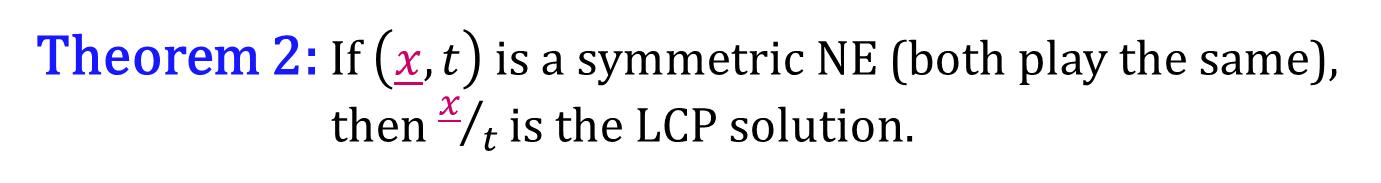 Theorem 2: If (x, t) is a symmetric NE (both play the same),
then x/t is the LCP solution.